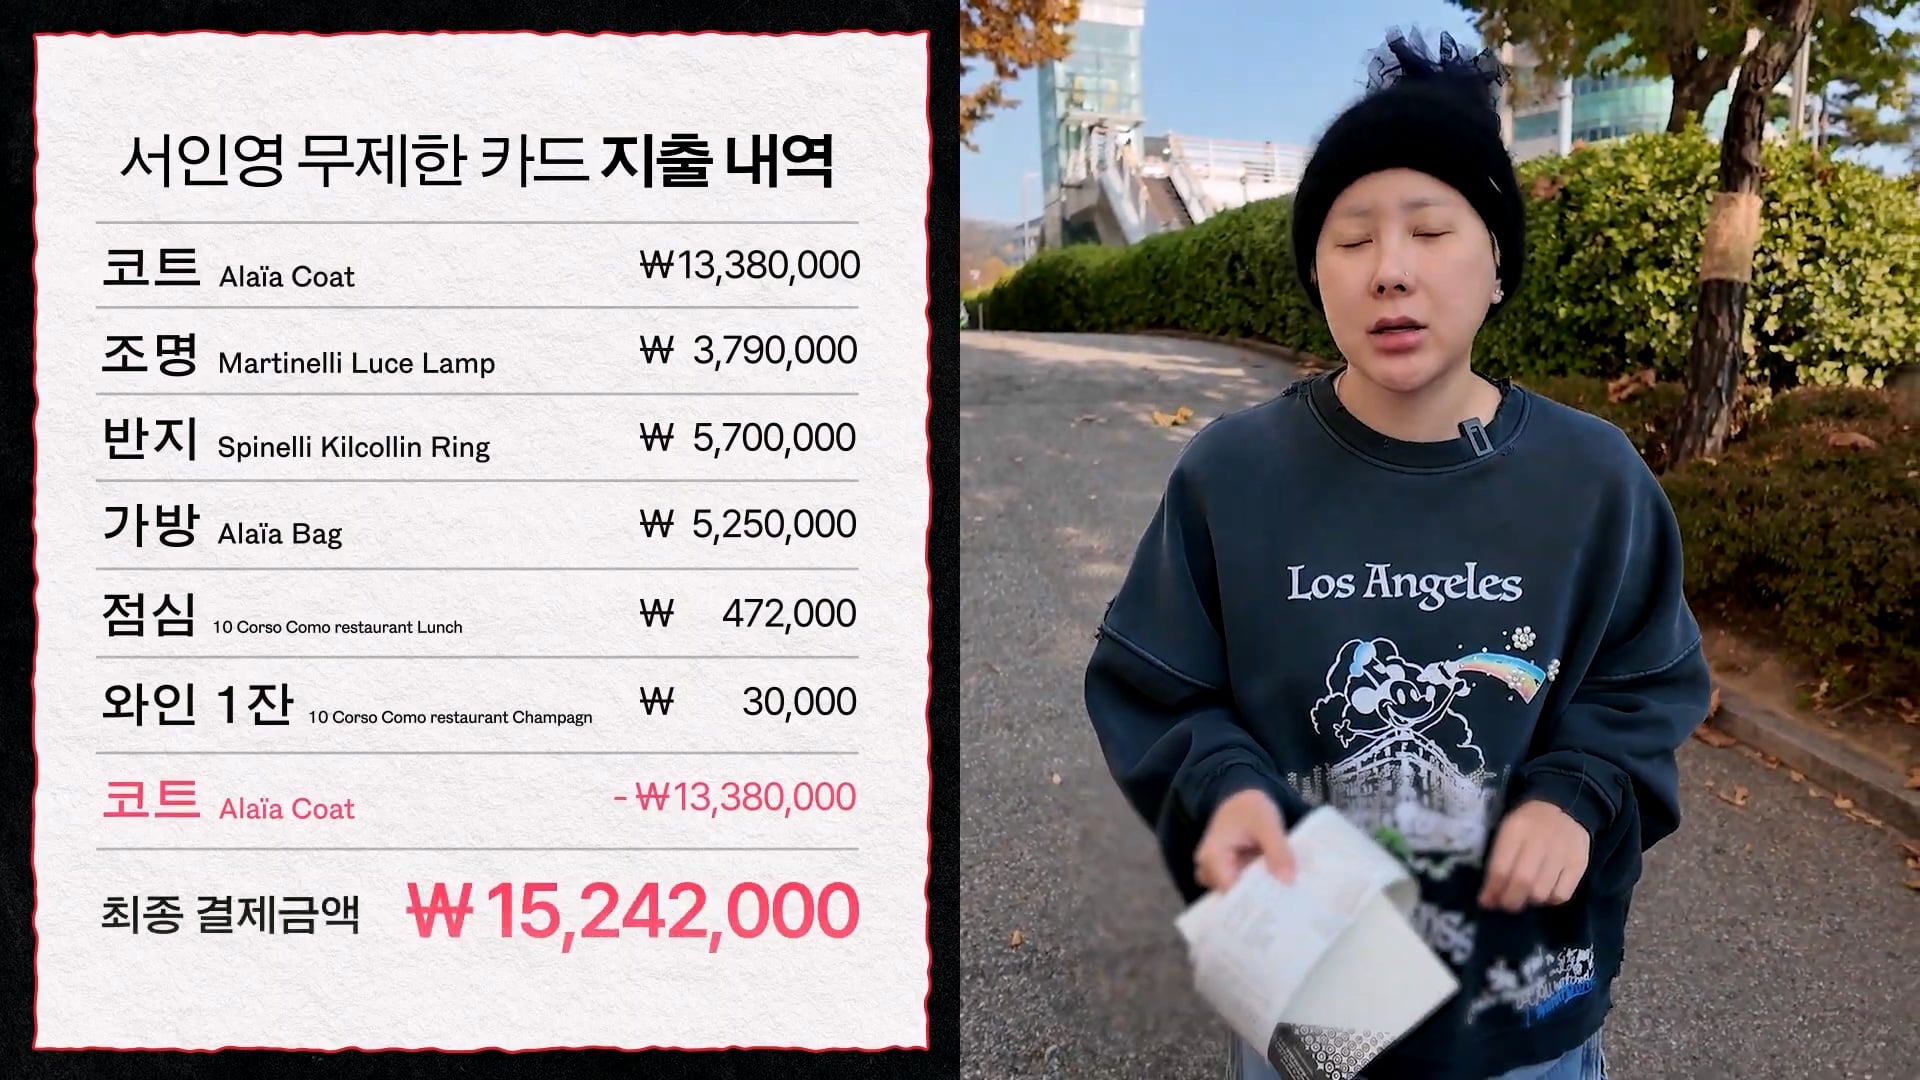 서인영 무제한 카드 지출 내역
코트 Alaïa Coat ₩13,380,000
조명 Martinelli Luce Lamp ₩ 3,790,000
반지 Spinelli Kilcollin Ring ₩ 5,700,000
가방 Alaïa Bag ₩ 5,250,000
점심 10 Corso Como restaurant Lunch ₩ 472,000
와인 1잔 10 Corso Como restaurant Champagn ₩ 30,000
코트 Alaïa Coat -₩13,380,000
최종 결제금액 ₩15,242,000
Los Angeles